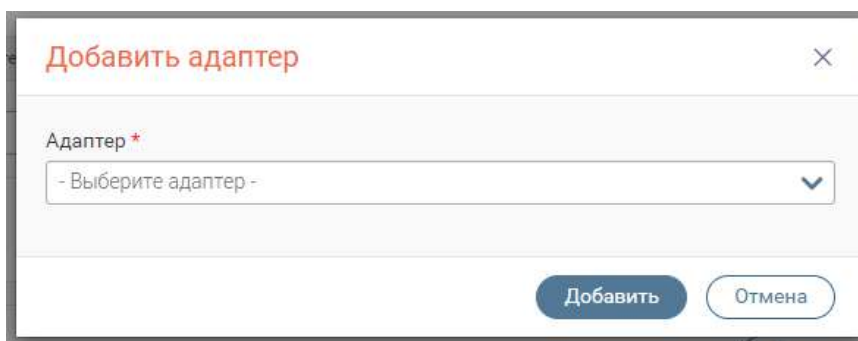 Добавить адаптер
Адаптер *
- Выберите адаптер -
Добавить
Отмена